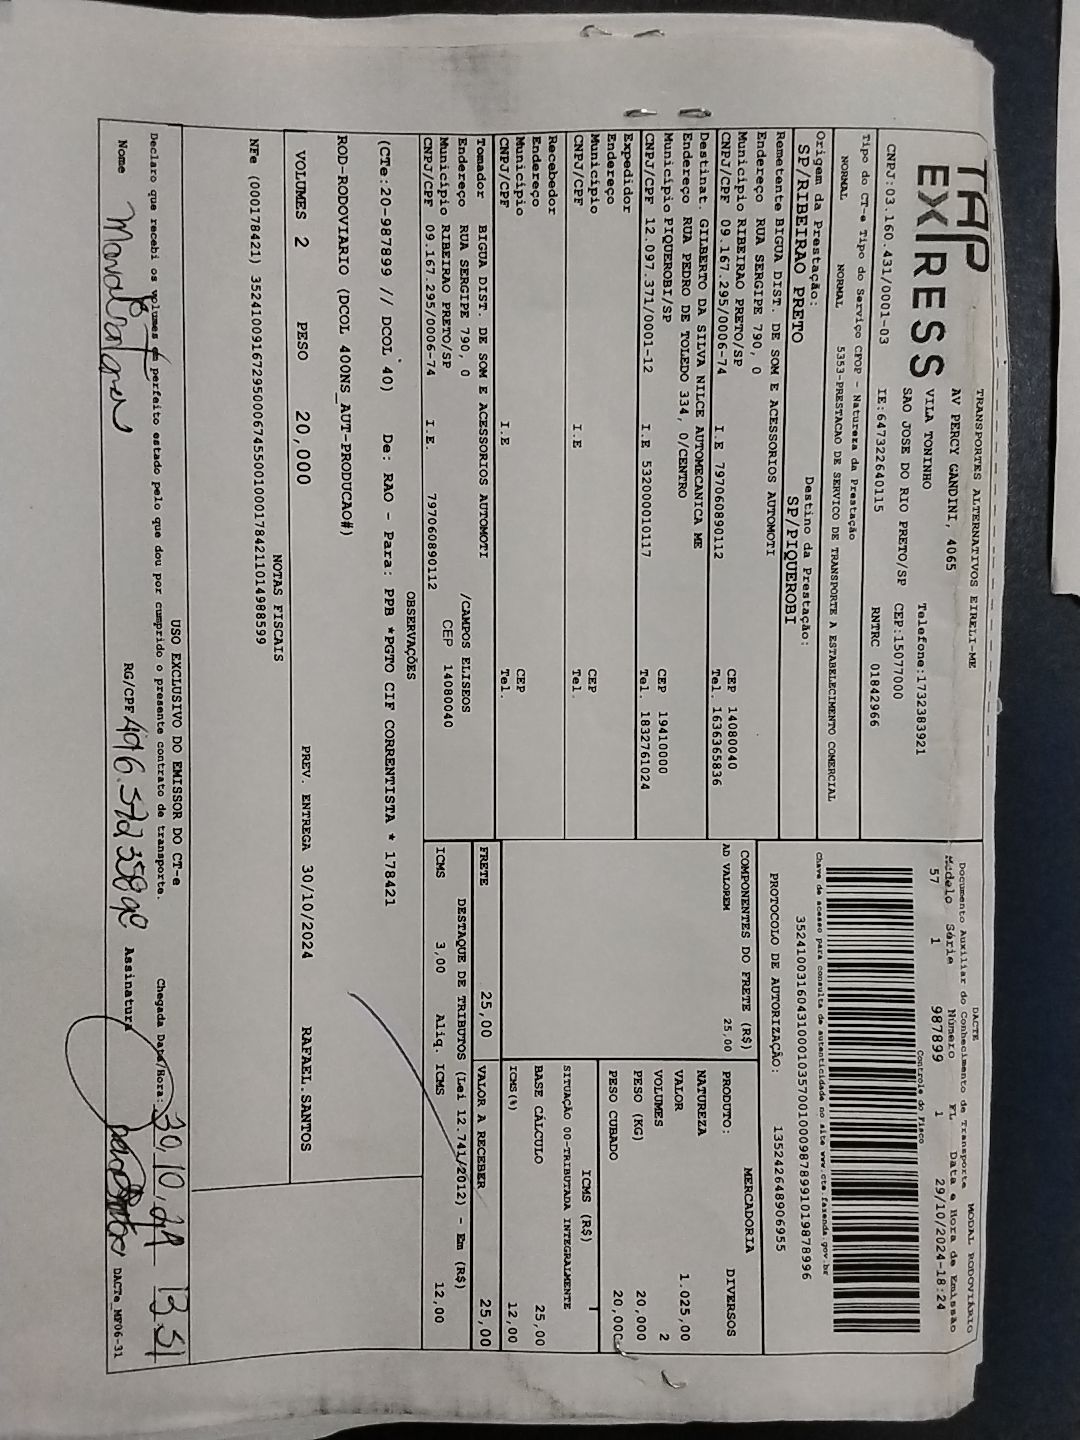 TAP
EXPRESS
TRANSPORTES ALTERNATIVOS EIRELI-ME
AV PERCY GANDINI, 4065
VILA TONINHO Telefone:1732383921
SAO JOSE DO RIO PRETO/SP CEP:15077000
CNPJ:03.160.431/0001-03 IE:647322640115 RNTRC 01842966
DACTE MODAL RODOVIÁRIO
Documento Auxiliar do Conhecimento de Transporte
Modelo Série Número FL Data e Hora de Emissão
57 1 987899 1 29/10/2024-18:24
Controle do Fisco
Tipo do CT-e Tipo do Serviço CFOP - Natureza da Prestação
NORMAL NORMAL 5353-PRESTACAO DE SERVICO DE TRANSPORTE A ESTABELECIMENTO COMERCIAL
Chave de acesso para consulta de autenticidade no site www.cte.fazenda.gov.br
35241003160431000103570010009878991019878996
Origem da Prestação: Destino da Prestação:
SP/RIBEIRAO PRETO SP/PIQUEROBI
PROTOCOLO DE AUTORIZAÇÃO: 135242648906955
Remetente BIGUA DIST. DE SOM E ACESSORIOS AUTOMOTI
Endereço RUA SERGIPE 790, 0
Município RIBEIRAO PRETO/SP CEP 14080040
CNPJ/CPF 09.167.295/0006-74 I.E 797060890112 Tel. 1636365836
Destinat. GILBERTO DA SILVA NILCE AUTOMECANICA ME
Endereço RUA PEDRO DE TOLEDO 334, 0/CENTRO
Município PIQUEROBI/SP CEP 19410000
CNPJ/CPF 12.097.371/0001-12 I.E 532000010117 Tel. 1832761024
Expedidor
Endereço
Município CEP
CNPJ/CPF I.E Tel.
Recebedor
Endereço
Município CEP
CNPJ/CPF I.E Tel.
Tomador BIGUA DIST. DE SOM E ACESSORIOS AUTOMOTI
Endereço RUA SERGIPE 790, 0 /CAMPOS ELISEOS
Município RIBEIRAO PRETO/SP CEP 14080040
CNPJ/CPF 09.167.295/0006-74 I.E. 797060890112
COMPONENTES DO FRETE (R$)
AD VALOREM 25,00
MERCADORIA
PRODUTO: DIVERSOS
NATUREZA
VALOR 1.025,00
VOLUMES 2
PESO (KG) 20,000
PESO CUBADO 20,000
ICMS (R$)
SITUAÇÃO 00-TRIBUTADA INTEGRALMENTE
BASE CÁLCULO 25,00
ICMS(%) 12,00
FRETE 25,00 VALOR A RECEBER 25,00
DESTAQUE DE TRIBUTOS (Lei 12.741/2012) - Em (R$)
ICMS 3,00 Aliq. ICMS 12,00
OBSERVAÇÕES
(CTe:20-987899 // DCOL 40) De: RAO - Para: PPB *PGTO CIF CORRENTISTA * 178421
ROD-RODOVIARIO (DCOL 400NS_AUT-PRODUCAO#)
VOLUMES 2 PESO 20,000 PREV. ENTREGA 30/10/2024 RAFAEL.SANTOS
NOTAS FISCAIS
NFe (000178421) 35241009167295000674550010001784211014988599
USO EXCLUSIVO DO EMISSOR DO CT-e
Declaro que recebi os volumes em perfeito estado pelo que dou por cumprido o presente contrato de transporte. Chegada Data/Hora: 30,10,24 13:51
Nome RG/CPF Assinatura
DACTe_MF06-31